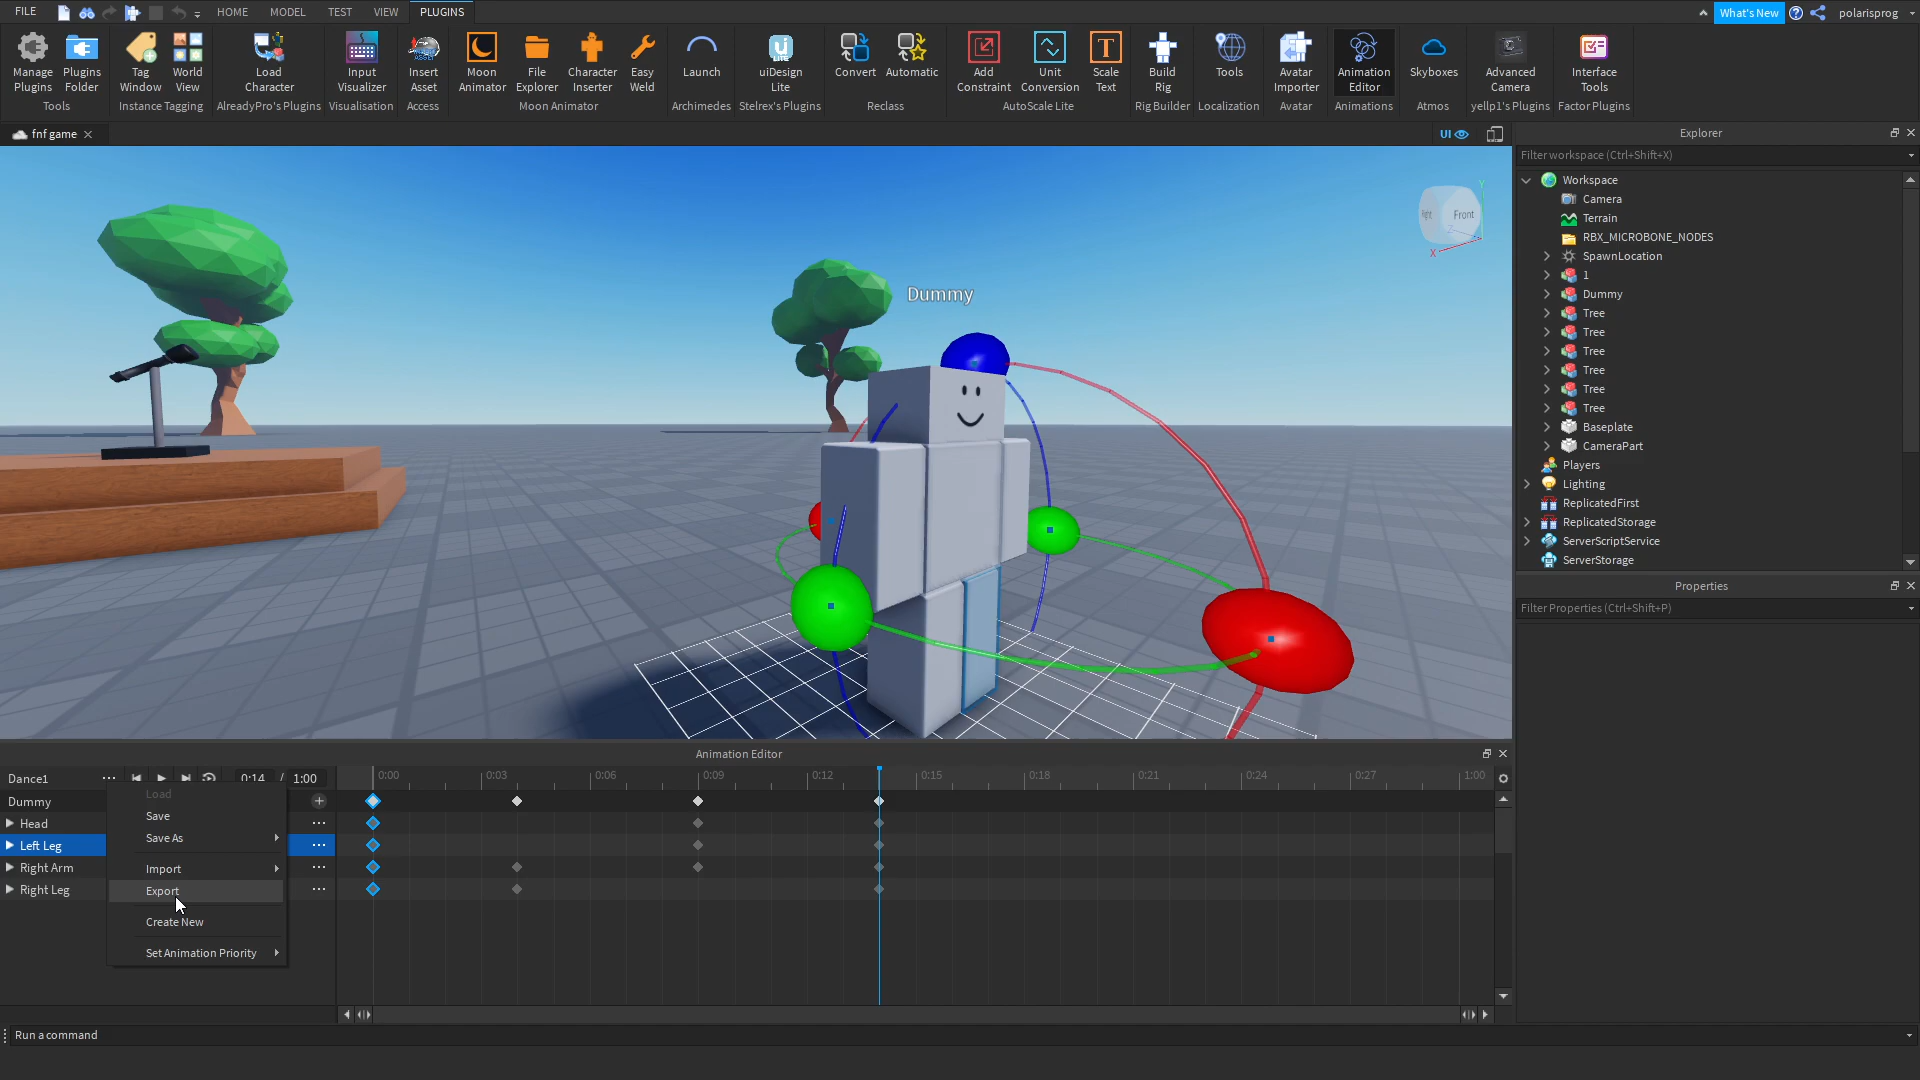 FILE HOME MODEL TEST VIEW PLUGINS What's New polarisprog
Manage Plugins Tools
Plugins Folder
Tag Window
World View
Instance Tagging
Load Character
AlreadyPro's Plugins
Input Visualizer
Visualisation
Insert Asset
Access
Moon Animator
File Explorer
Character Inserter
Easy Weld
Moon Animator
Launch
Archimedes
uiDesign Lite
Stelrex's Plugins
Convert
Automatic
Reclass
Add Constraint
Unit Conversion
Scale Text
AutoScale Lite
Build Rig
Rig Builder
Tools
Localization
Avatar Importer
Avatar
Animation Editor
Animations
Skyboxes
Atmos
Advanced Camera
yellp1's Plugins
Interface Tools
Factor Plugins
fnf game
UI
Dummy
Right
Front
Y
Z
X
Explorer
Filter workspace (Ctrl+Shift+X)
Workspace
Camera
Terrain
RBX_MICROBONE_NODES
SpawnLocation
1
Dummy
Tree
Tree
Tree
Tree
Tree
Tree
Baseplate
CameraPart
Players
Lighting
ReplicatedFirst
ReplicatedStorage
ServerScriptService
ServerStorage
Properties
Filter Properties (Ctrl+Shift+P)
Animation Editor
Dance1 0:14 / 1:00 0:00 0:03 0:06 0:09 0:12 0:15 0:18 0:21 0:24 0:27 1:00
Dummy
Head
Left Leg
Right Arm
Right Leg
Load
Save
Save As
Import
Export
Create New
Set Animation Priority
Run a command